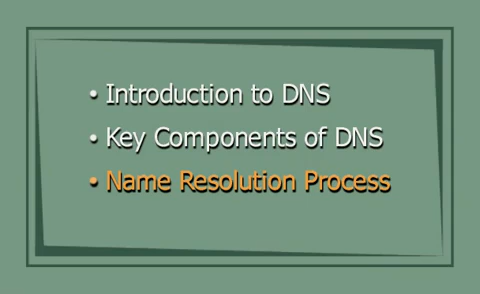 • Introduction to DNS
• Key Components of DNS
• Name Resolution Process